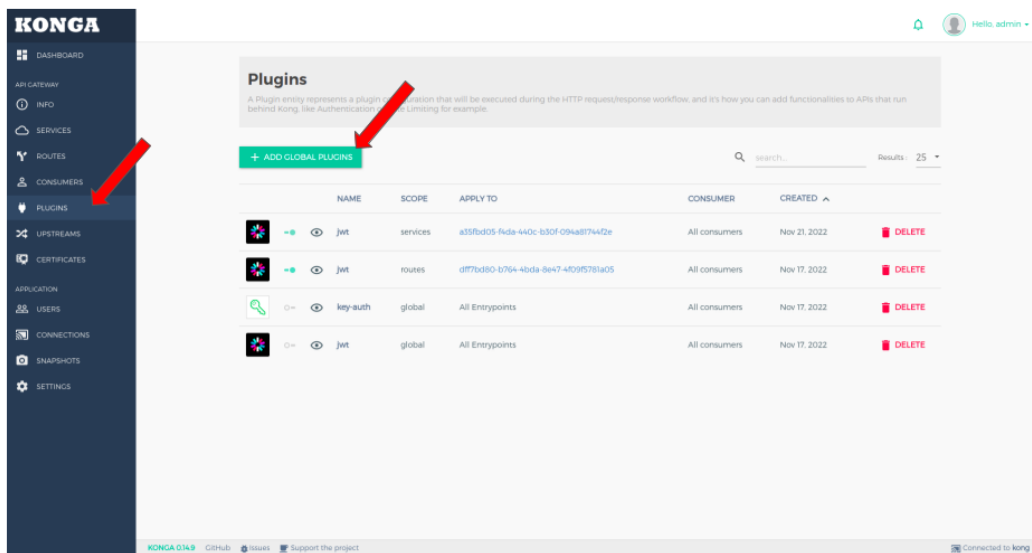 KONGA
Hello, admin
DASHBOARD
API GATEWAY
INFO
SERVICES
ROUTES
CONSUMERS
PLUGINS
UPSTREAMS
CERTIFICATES
APPLICATION
USERS
CONNECTIONS
SNAPSHOTS
SETTINGS
Plugins
A Plugin entity represents a plugin configuration that will be executed during the HTTP request/response workflow, and it's how you can add functionalities to APIs that run
behind Kong, like Authentication or Rate Limiting for example.
+ ADD GLOBAL PLUGINS
search...
Results : 25
NAME SCOPE APPLY TO CONSUMER CREATED
jwt services a35fbd05-f4da-440c-b30f-094a81744f2e All consumers Nov 21, 2022 DELETE
jwt routes dff7bd80-b764-4bda-8e47-4f09f5781a05 All consumers Nov 17, 2022 DELETE
key-auth global All Entrypoints All consumers Nov 17, 2022 DELETE
jwt global All Entrypoints All consumers Nov 17, 2022 DELETE
KONGA 0.14.9 GitHub Issues Support the project
Connected to kong